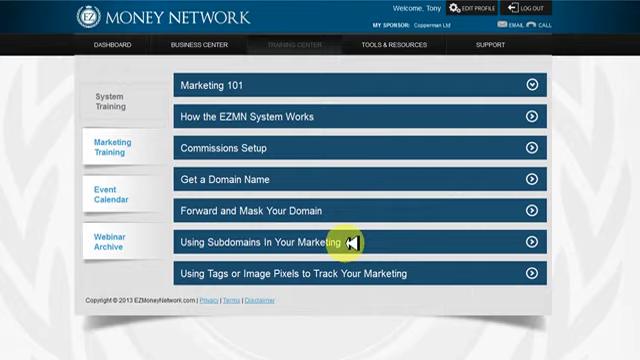 EZ MONEY NETWORK
Welcome, Tony
EDIT PROFILE
LOG OUT
MY SPONSOR: Copperman Ltd
EMAIL
CALL
DASHBOARD
BUSINESS CENTER
TRAINING CENTER
TOOLS & RESOURCES
SUPPORT
System
Training
Marketing
Training
Event
Calendar
Webinar
Archive
Marketing 101
How the EZMN System Works
Commissions Setup
Get a Domain Name
Forward and Mask Your Domain
Using Subdomains In Your Marketing
Using Tags or Image Pixels to Track Your Marketing
Copyright © 2013 EZMoneyNetwork.com | Privacy | Terms | Disclaimer